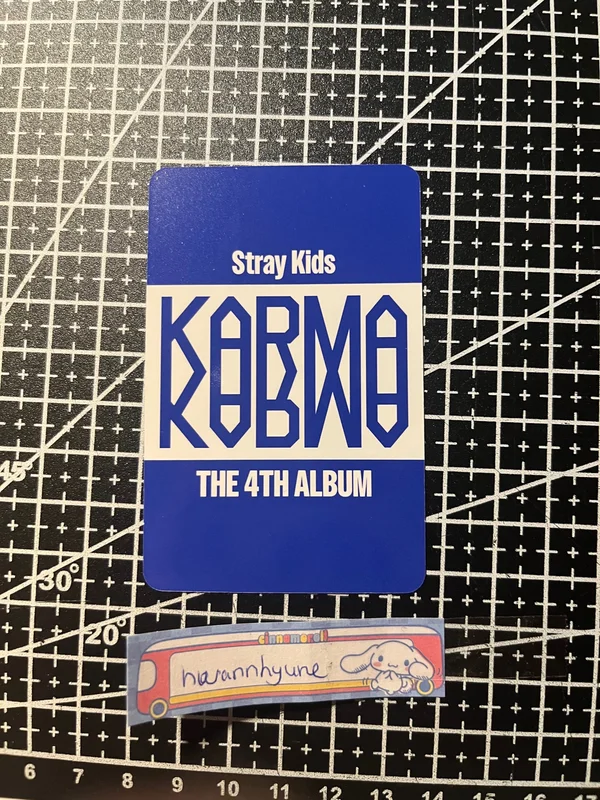 Stray Kids
KARMA
THE 4TH ALBUM
45°
30°
20°
cinnamoroll
hwannhyune
6 7 8 9 10 11 12 13 14 15 16 17